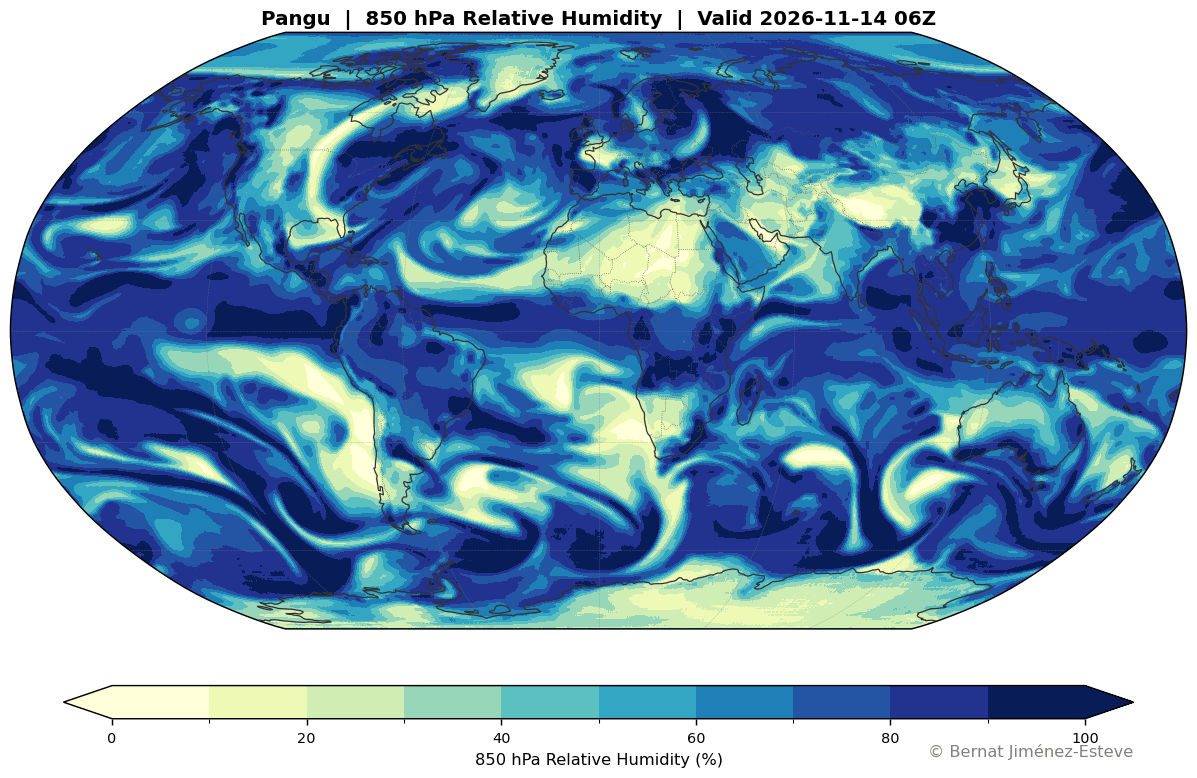 Pangu | 850 hPa Relative Humidity | Valid 2026-11-14 06Z
0 20 40 60 80 100
850 hPa Relative Humidity (%)
© Bernat Jiménez-Esteve